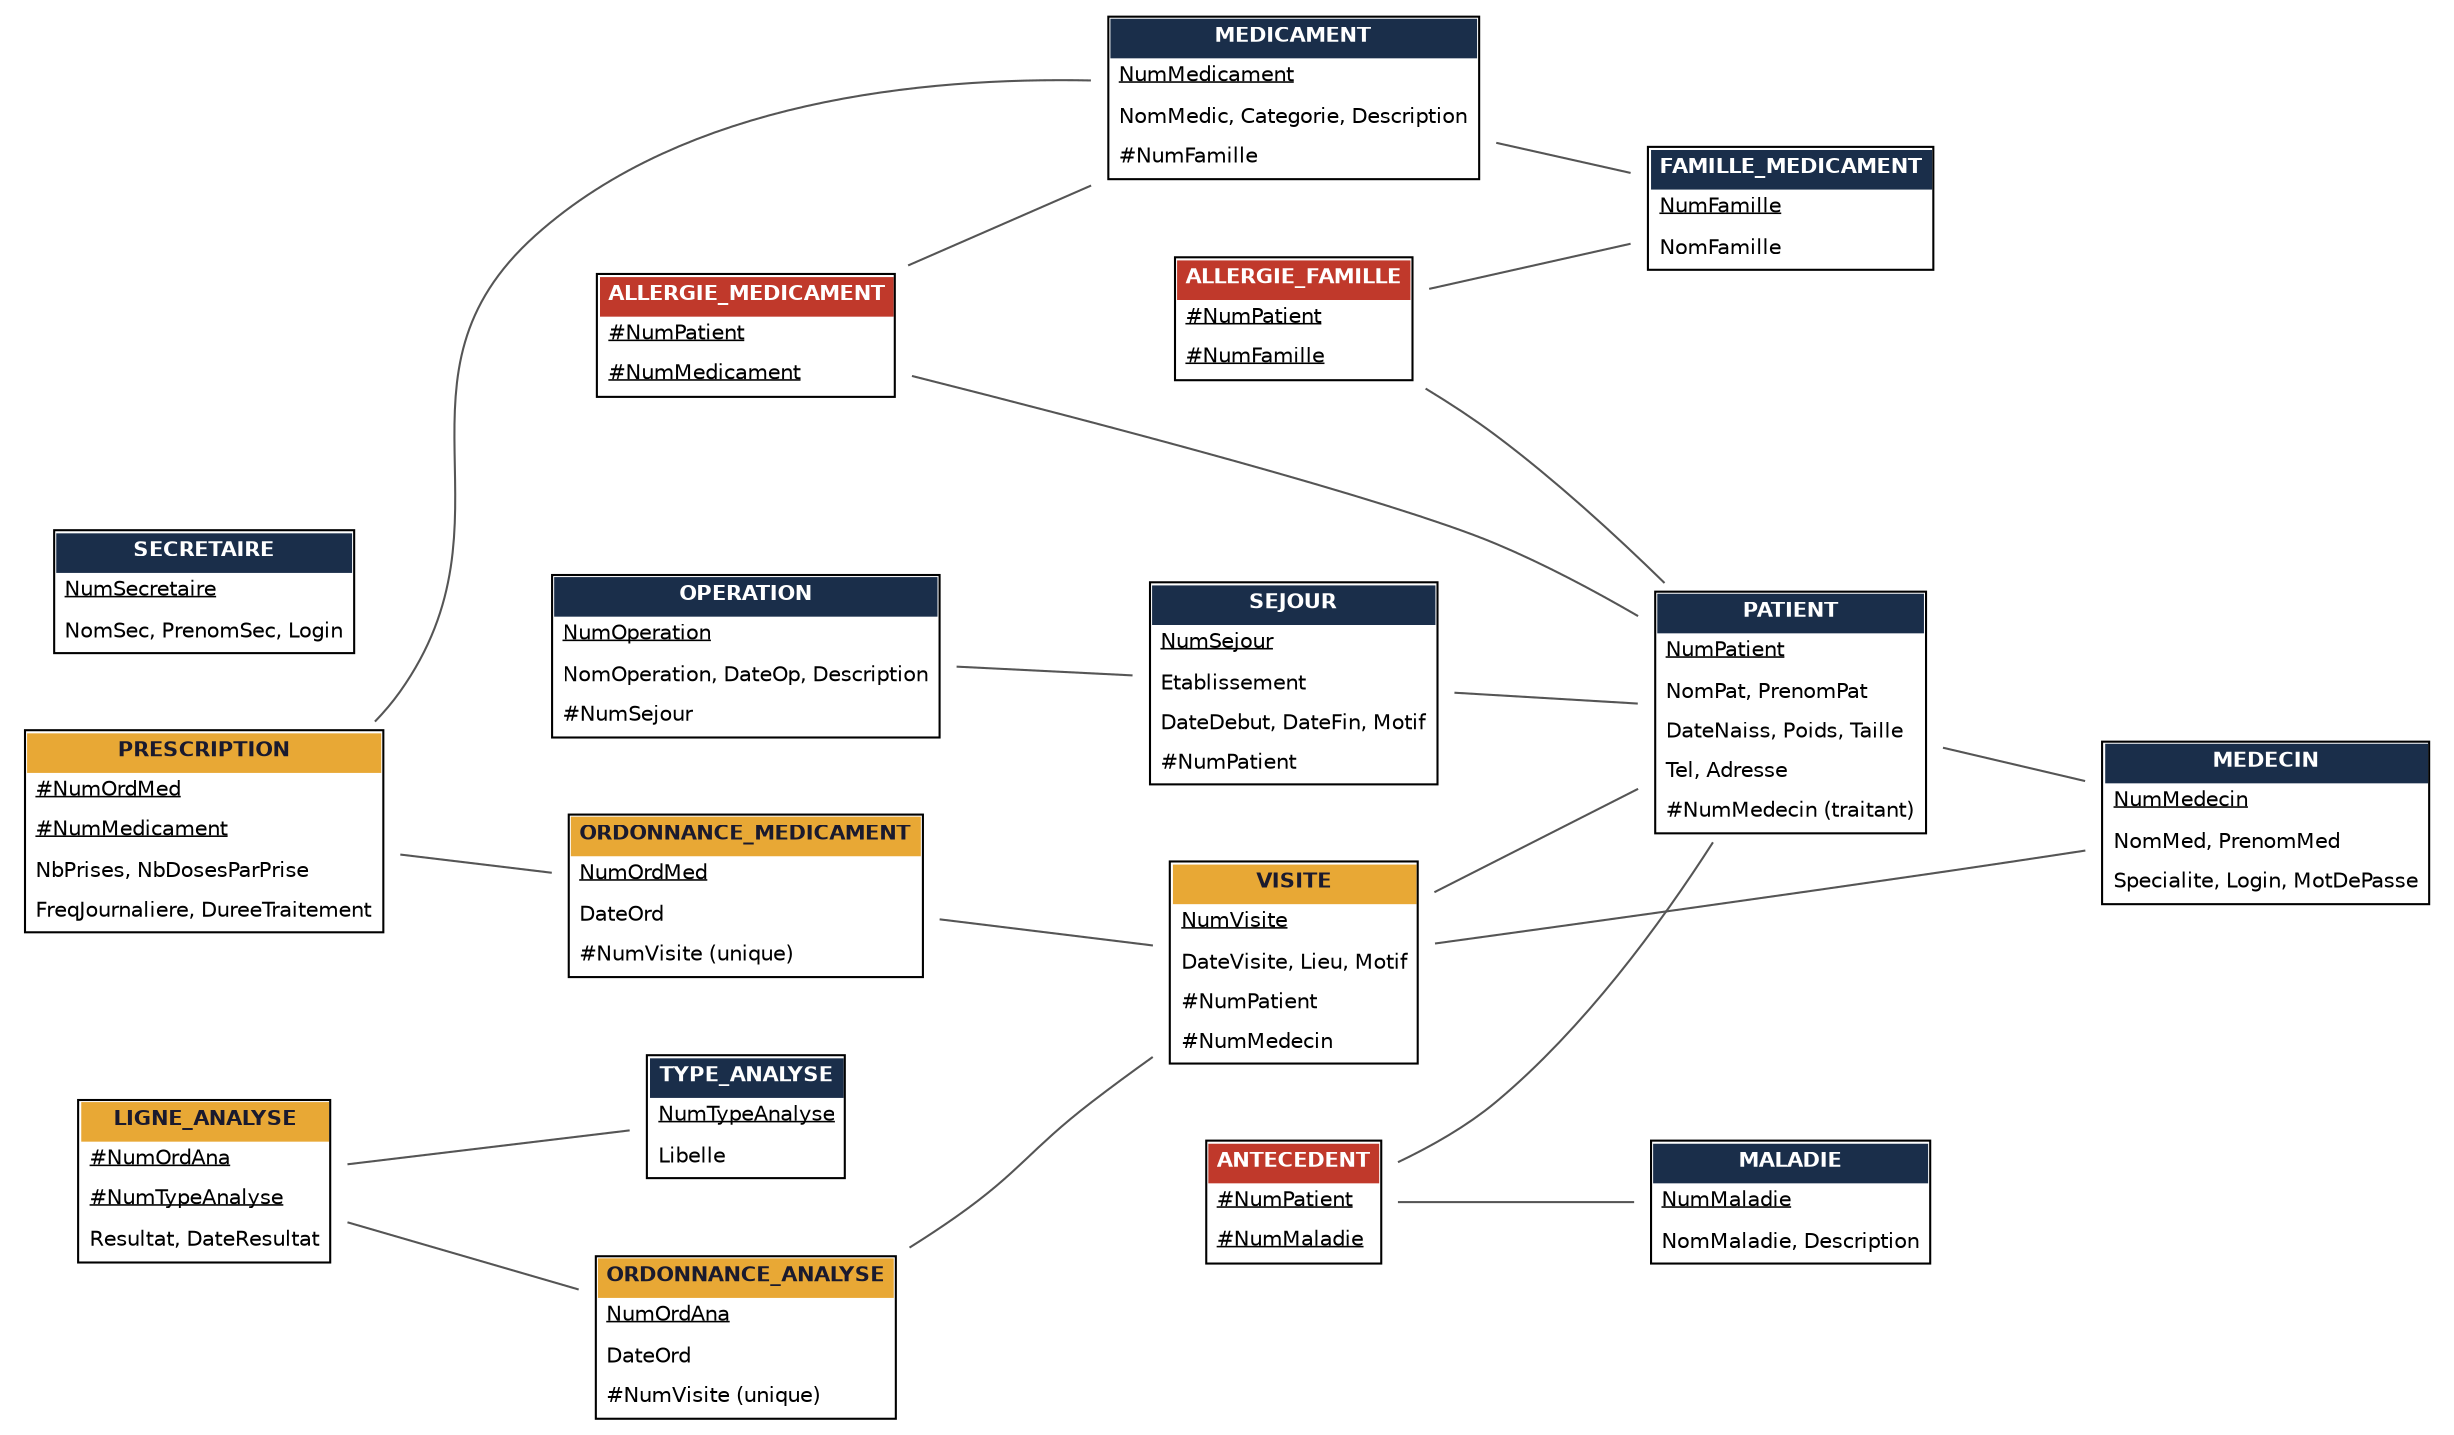 MEDICAMENT
NumMedicament
NomMedic, Categorie, Description
#NumFamille
FAMILLE_MEDICAMENT
NumFamille
NomFamille
ALLERGIE_MEDICAMENT
#NumPatient
#NumMedicament
ALLERGIE_FAMILLE
#NumPatient
#NumFamille
SECRETAIRE
NumSecretaire
NomSec, PrenomSec, Login
OPERATION
NumOperation
NomOperation, DateOp, Description
#NumSejour
SEJOUR
NumSejour
Etablissement
DateDebut, DateFin, Motif
#NumPatient
PATIENT
NumPatient
NomPat, PrenomPat
DateNaiss, Poids, Taille
Tel, Adresse
#NumMedecin (traitant)
MEDECIN
NumMedecin
NomMed, PrenomMed
Specialite, Login, MotDePasse
PRESCRIPTION
#NumOrdMed
#NumMedicament
NbPrises, NbDosesParPrise
FreqJournaliere, DureeTraitement
ORDONNANCE_MEDICAMENT
NumOrdMed
DateOrd
#NumVisite (unique)
VISITE
NumVisite
DateVisite, Lieu, Motif
#NumPatient
#NumMedecin
TYPE_ANALYSE
NumTypeAnalyse
Libelle
LIGNE_ANALYSE
#NumOrdAna
#NumTypeAnalyse
Resultat, DateResultat
ANTECEDENT
#NumPatient
#NumMaladie
MALADIE
NumMaladie
NomMaladie, Description
ORDONNANCE_ANALYSE
NumOrdAna
DateOrd
#NumVisite (unique)